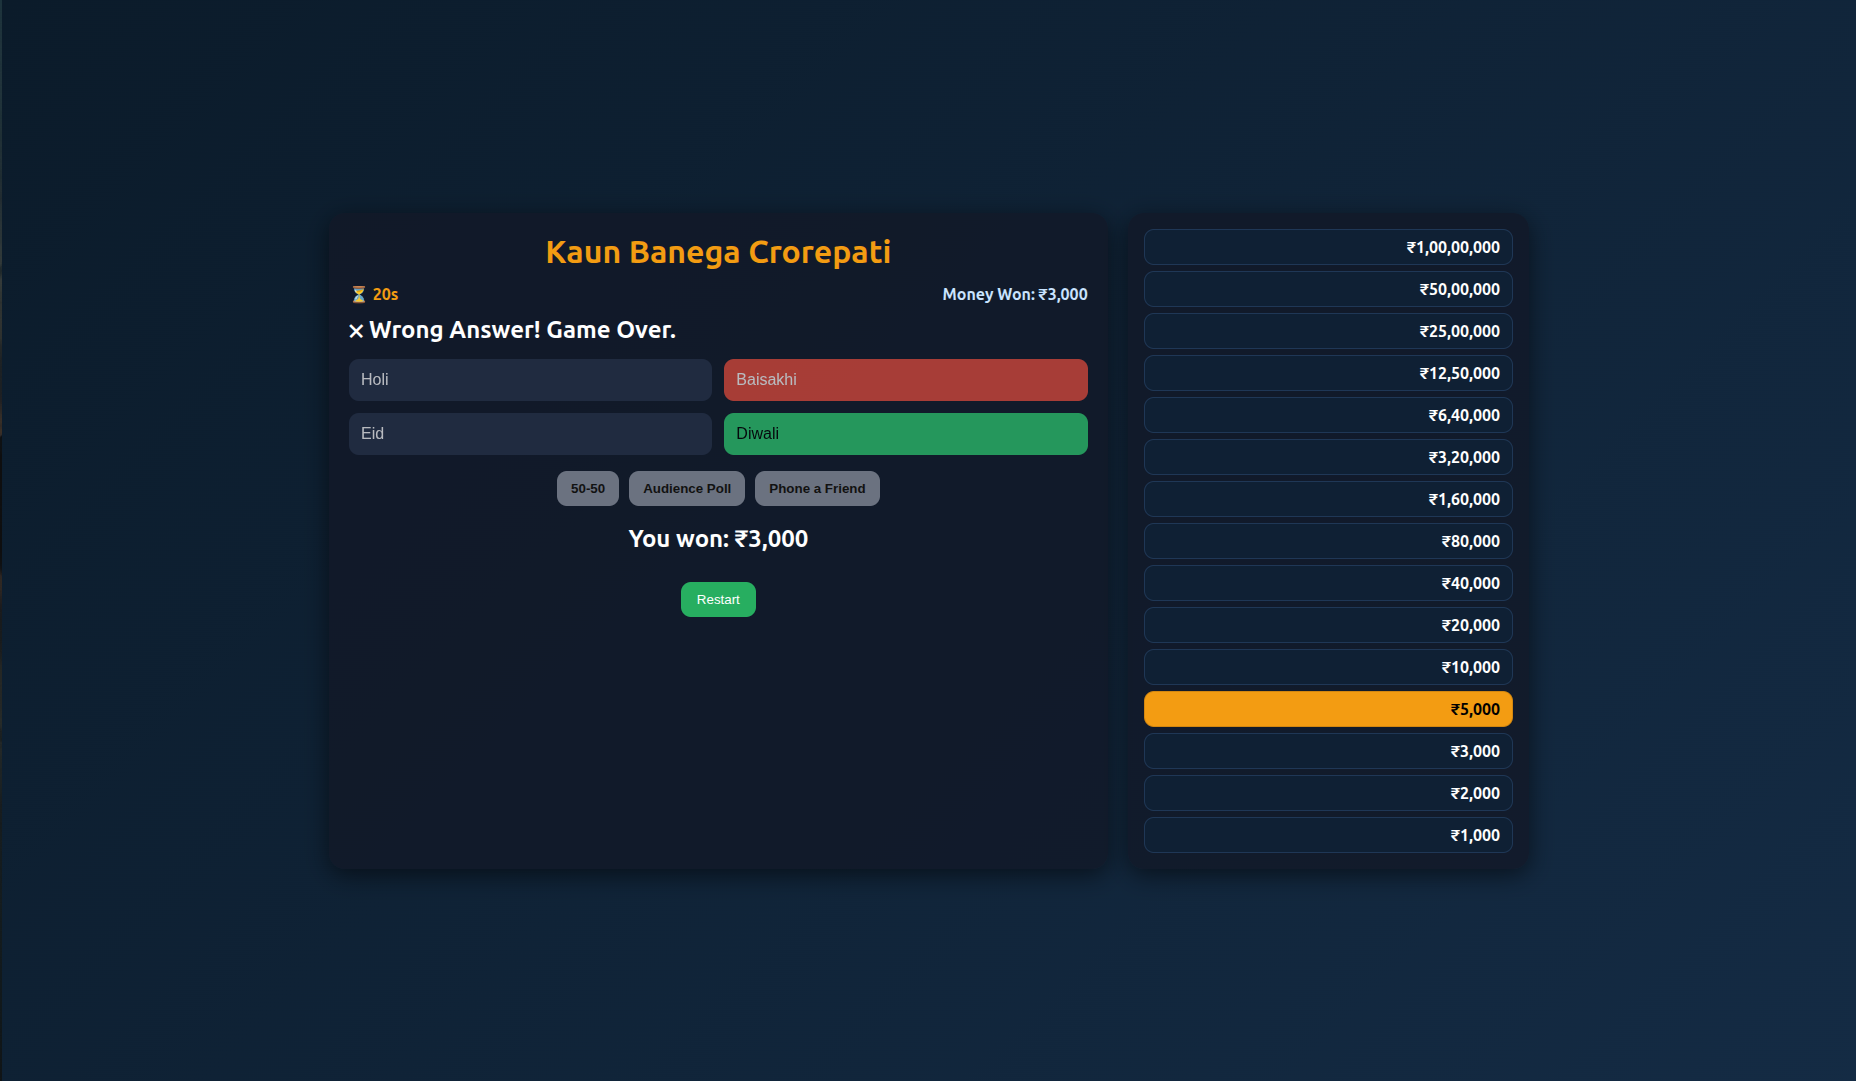 Kaun Banega Crorepati
⏳ 20s
Money Won: ₹3,000
❌ Wrong Answer! Game Over.
Holi
Baisakhi
Eid
Diwali
50-50
Audience Poll
Phone a Friend
You won: ₹3,000
Restart
₹1,00,00,000
₹50,00,000
₹25,00,000
₹12,50,000
₹6,40,000
₹3,20,000
₹1,60,000
₹80,000
₹40,000
₹20,000
₹10,000
₹5,000
₹3,000
₹2,000
₹1,000